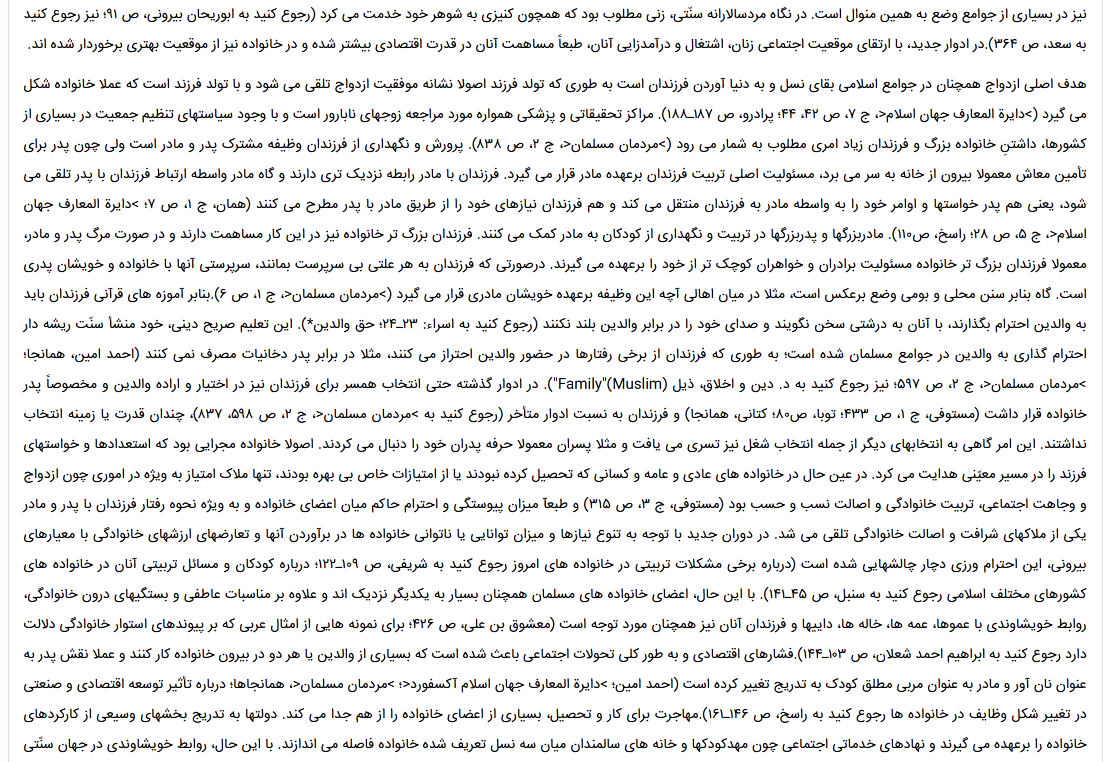 نیز در بسیاری از جوامع وضع به همین منوال است. در نگاه مردسالارانه سنّتی، زنی مطلوب بود که همچون کنیزی به شوهر خود خدمت می کرد (رجوع کنید به ابوریحان بیرونی، ص ۹۱؛ نیز رجوع کنید
به سعد، ص ۳۶۴).در ادوار جدید، با ارتقای موقعیت اجتماعی زنان، اشتغال و درآمدزایی آنان، طبعاً مساهمت آنان در قدرت اقتصادی بیشتر شده و در خانواده نیز از موقعیت بهتری برخوردار شده اند.
هدف اصلی ازدواج همچنان در جوامع اسلامی بقای نسل و به دنیا آوردن فرزندان است به طوری که تولد فرزند اصولا نشانه موفقیت ازدواج تلقی می شود و با تولد فرزند است که عملا خانواده شکل
می گیرد (>دایرة المعارف جهان اسلام<، ج ۷، ص ۴۲، ۴۴؛ پرادرو، ص ۱۸۷ـ۱۸۸). مراکز تحقیقاتی و پزشکی همواره مورد مراجعه زوجهای نابارور است و با وجود سیاستهای تنظیم جمعیت در بسیاری از
کشورها، داشتنِ خانواده بزرگ و فرزندان زیاد امری مطلوب به شمار می رود (>مردمان مسلمان<، ج ۲، ص ۸۳۸). پرورش و نگهداری از فرزندان وظیفه مشترک پدر و مادر است ولی چون پدر برای
تأمین معاش معمولا بیرون از خانه به سر می برد، مسئولیت اصلی تربیت فرزندان برعهده مادر قرار می گیرد. فرزندان با مادر رابطه نزدیک تری دارند و گاه مادر واسطه ارتباط فرزندان با پدر تلقی می
شود، یعنی هم پدر خواستها و اوامر خود را به واسطه مادر به فرزندان منتقل می کند و هم فرزندان نیازهای خود را از طریق مادر با پدر مطرح می کنند (همان، ج ۱، ص ۷؛ >دایرة المعارف جهان
اسلام<، ج ۵، ص ۲۸؛ راسخ، ص۱۱۰). مادربزرگها و پدربزرگها در تربیت و نگهداری از کودکان به مادر کمک می کنند. فرزندان بزرگ تر خانواده نیز در این کار مساهمت دارند و در صورت مرگ پدر و مادر،
معمولا فرزندان بزرگ تر خانواده مسئولیت برادران و خواهران کوچک تر از خود را برعهده می گیرند. درصورتی که فرزندان به هر علتی بی سرپرست بمانند، سرپرستی آنها با خانواده و خویشان پدری
است. گاه بنابر سنن محلی و بومی وضع برعکس است، مثلا در میان اهالی آچه این وظیفه برعهده خویشان مادری قرار می گیرد (>مردمان مسلمان<، ج ۱، ص ۶).بنابر آموزه های قرآنی فرزندان باید
به والدین احترام بگذارند، با آنان به درشتی سخن نگویند و صدای خود را در برابر والدین بلند نکنند (رجوع کنید به اسراء: ۲۳ـ۲۴؛ حق والدین*). این تعلیم صریح دینی، خود منشأ سنّت ریشه دار
احترام گذاری به والدین در جوامع مسلمان شده است؛ به طوری که فرزندان از برخی رفتارها در حضور والدین احتراز می کنند، مثلا در برابر پدر دخانیات مصرف نمی کنند (احمد امین، همانجا؛
>مردمان مسلمان<، ج ۲، ص ۵۹۷؛ نیز رجوع کنید به د. دین و اخلاق، ذیل "Family"(Muslim)). در ادوار گذشته حتی انتخاب همسر برای فرزندان نیز در اختیار و اراده والدین و مخصوصاً پدر
خانواده قرار داشت (مستوفی، ج ۱، ص ۴۳۳؛ توبا، ص۸۰؛ کتانی، همانجا) و فرزندان به نسبت ادوار متأخر (رجوع کنید به >مردمان مسلمان<، ج ۲، ص ۵۹۸، ۸۳۷)، چندان قدرت یا زمینه انتخاب
نداشتند. این امر گاهی به انتخابهای دیگر از جمله انتخاب شغل نیز تسری می یافت و مثلا پسران معمولا حرفه پدران خود را دنبال می کردند. اصولا خانواده مجرایی بود که استعدادها و خواستهای
فرزند را در مسیر معیّنی هدایت می کرد. در عین حال در خانواده های عادی و عامه و کسانی که تحصیل کرده نبودند یا از امتیازات خاص بی بهره بودند، تنها ملاک امتیاز به ویژه در اموری چون ازدواج
و وجاهت اجتماعی، تربیت خانوادگی و اصالت نسب و حسب بود (مستوفی، ج ۳، ص ۳۱۵) و طبعاً میزان پیوستگی و احترام حاکم میان اعضای خانواده و به ویژه نحوه رفتار فرزندان با پدر و مادر
یکی از ملاکهای شرافت و اصالت خانوادگی تلقی می شد. در دوران جدید با توجه به تنوع نیازها و میزان توانایی یا ناتوانی خانواده ها در برآوردن آنها و تعارضهای ارزشهای خانوادگی با معیارهای
بیرونی، این احترام ورزی دچار چالشهایی شده است (درباره برخی مشکلات تربیتی در خانواده های امروز رجوع کنید به شریفی، ص ۱۰۹ـ۱۲۲؛ درباره کودکان و مسائل تربیتی آنان در خانواده های
کشورهای مختلف اسلامی رجوع کنید به سنبل، ص ۴۵ـ۱۴۱). با این حال، اعضای خانواده های مسلمان همچنان بسیار به یکدیگر نزدیک اند و علاوه بر مناسبات عاطفی و بستگیهای درون خانوادگی،
روابط خویشاوندی با عموها، عمه ها، خاله ها، داییها و فرزندان آنان نیز همچنان مورد توجه است (معشوق بن علی، ص ۴۲۶؛ برای نمونه هایی از امثال عربی که بر پیوندهای استوار خانوادگی دلالت
دارد رجوع کنید به ابراهیم احمد شعلان، ص ۱۰۳ـ۱۴۴).فشارهای اقتصادی و به طور کلی تحولات اجتماعی باعث شده است که بسیاری از والدین یا هر دو در بیرون خانواده کار کنند و عملا نقش پدر به
عنوان نان آور و مادر به عنوان مربی مطلق کودک به تدریج تغییر کرده است (احمد امین؛ >دایرة المعارف جهان اسلام آکسفورد<؛ >مردمان مسلمان<، همانجاها؛ درباره تأثیر توسعه اقتصادی و صنعتی
در تغییر شکل وظایف در خانواده ها رجوع کنید به راسخ، ص ۱۴۶ـ۱۶۱).مهاجرت برای کار و تحصیل، بسیاری از اعضای خانواده را از هم جدا می کند. دولتها به تدریج بخشهای وسیعی از کارکردهای
خانواده را برعهده می گیرند و نهادهای خدماتی اجتماعی چون مهدکودکها و خانه های سالمندان میان سه نسل تعریف شده خانواده فاصله می اندازند. با این حال، روابط خویشاوندی در جهان سنّتی